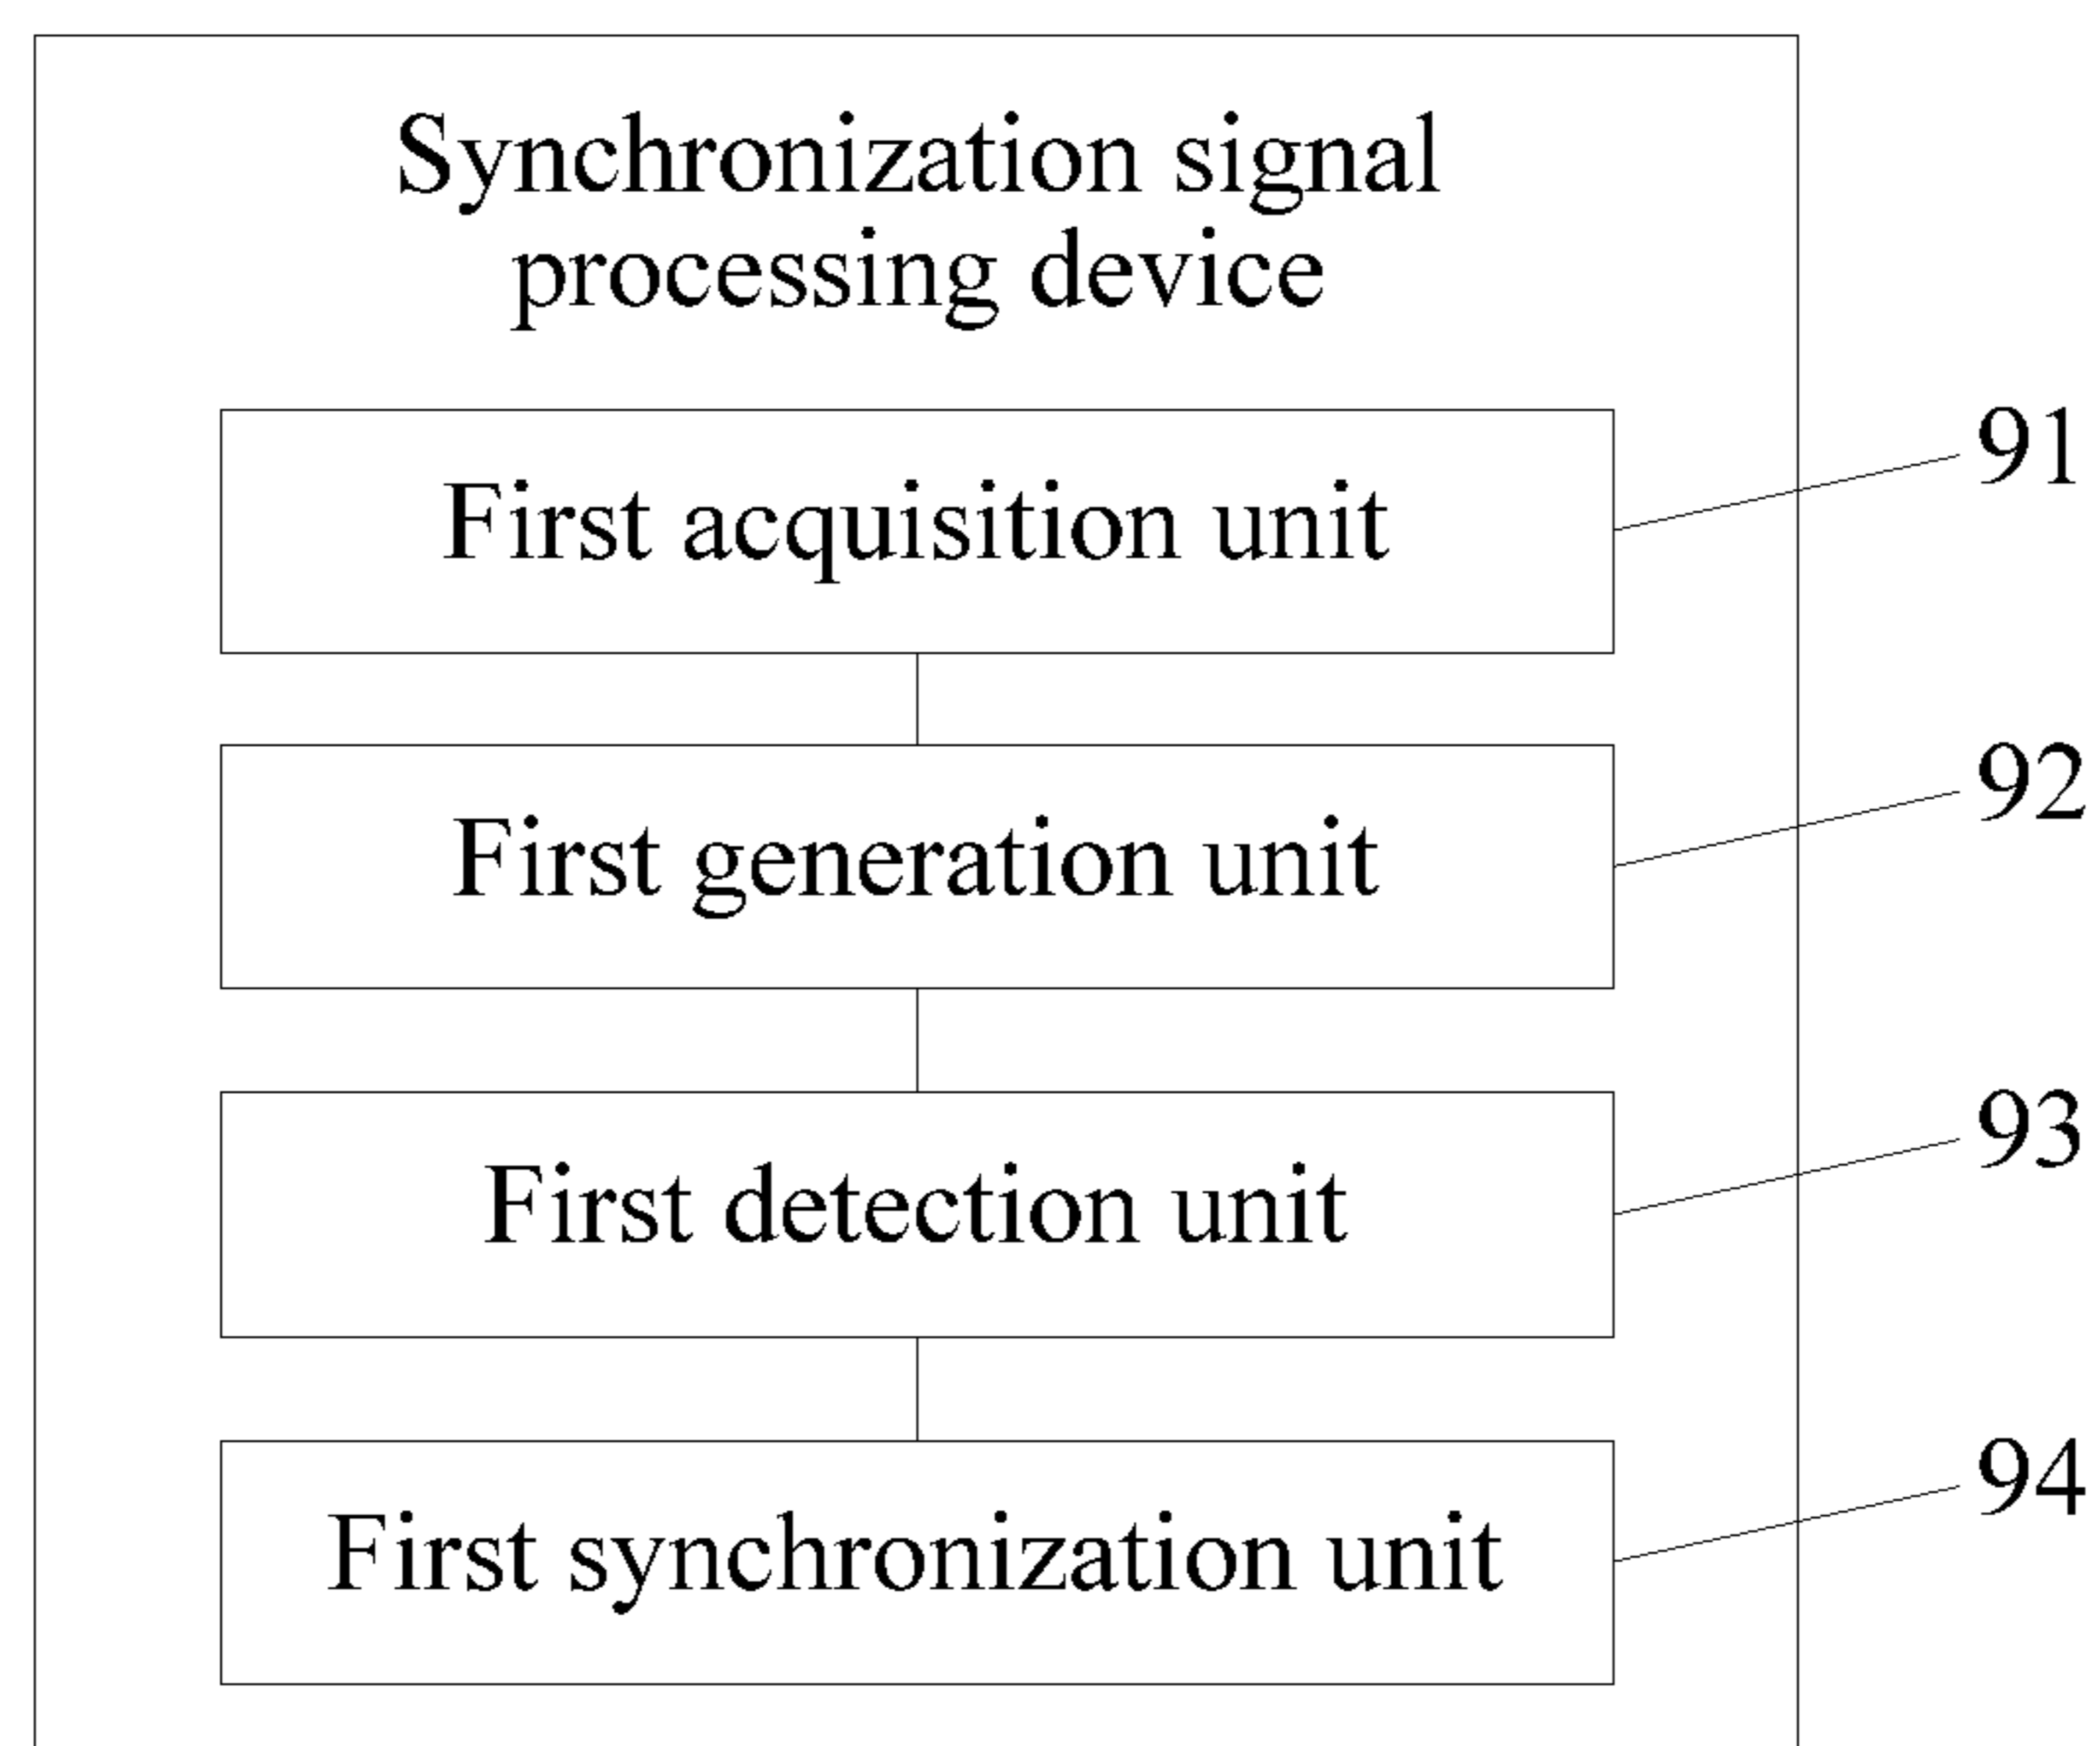 Synchronization signal
processing device
First acquisition unit
91
First generation unit
92
First detection unit
93
First synchronization unit
94